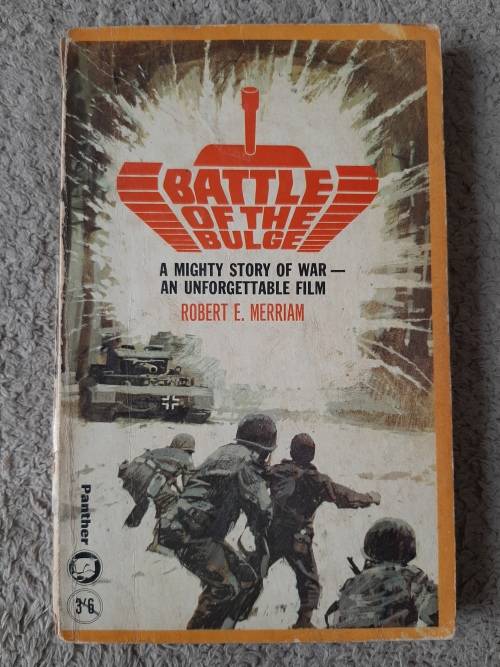 BATTLE
OF THE
BULGE
A MIGHTY STORY OF WAR —
AN UNFORGETTABLE FILM
ROBERT E. MERRIAM
Panther
3/6